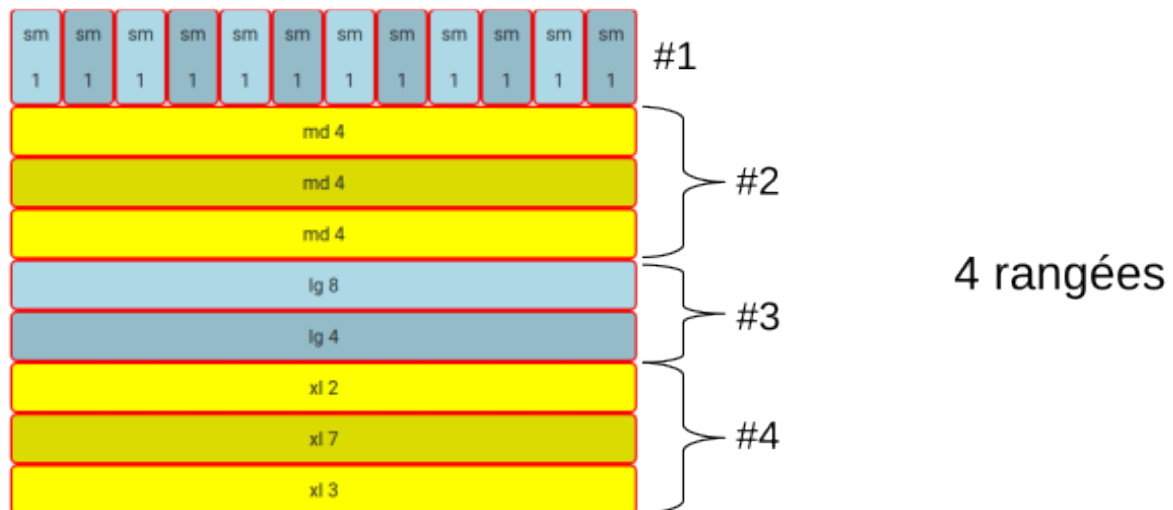 sm sm sm sm sm sm sm sm sm sm sm sm
1 1 1 1 1 1 1 1 1 1 1 1
#1
md 4
md 4
md 4
#2
lg 8
lg 4
#3
xl 2
xl 7
xl 3
#4
4 rangées